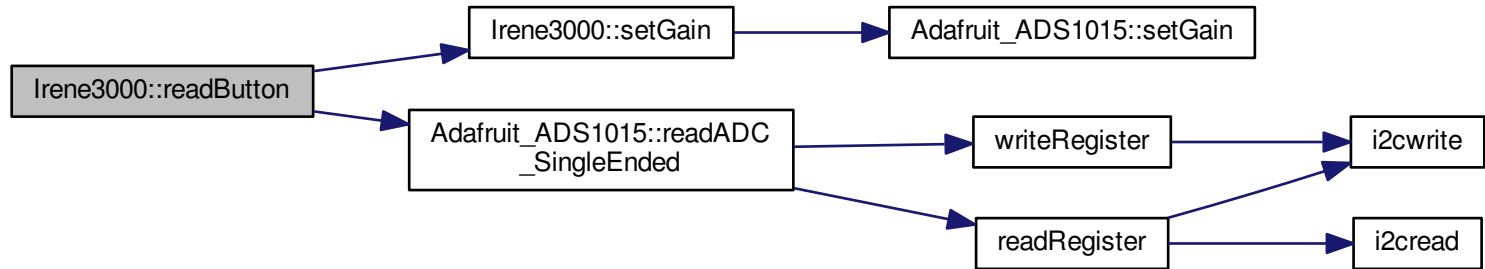 Irene3000::readButton
Irene3000::setGain
Adafruit_ADS1015::setGain
Adafruit_ADS1015::readADC
_SingleEnded
writeRegister
i2cwrite
readRegister
i2cread